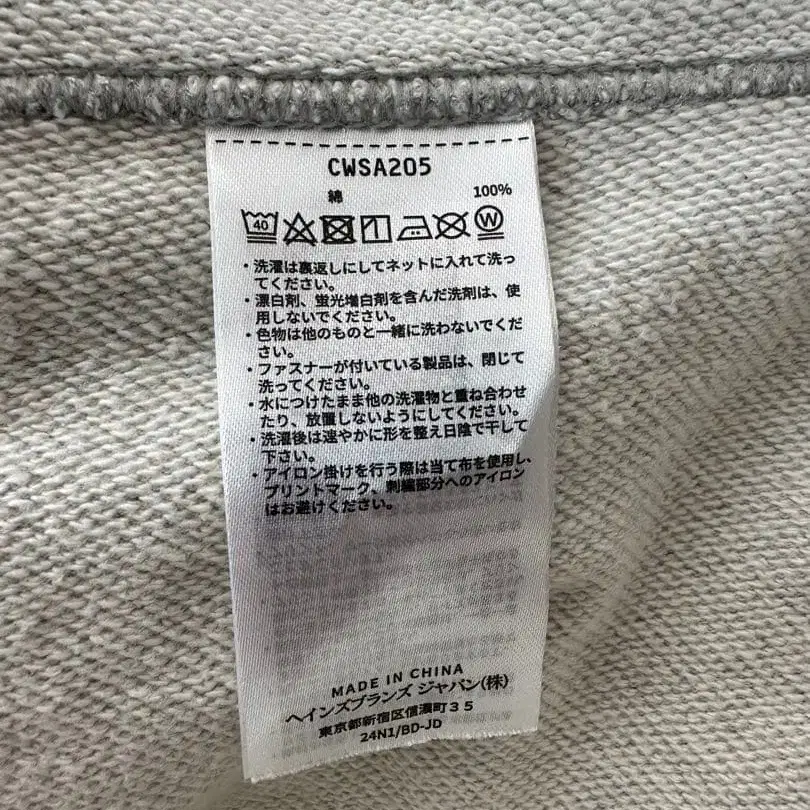 CWSA205
綿 100%
40 W
・洗濯は裏返しにしてネットに入れて洗っ
てください。
・漂白剤、蛍光増白剤を含んだ洗剤は、使
用しないでください。
・色物は他のものと一緒に洗わないでくだ
さい。
・ファスナーが付いている製品は、閉じて
洗ってください。
・水につけたまま他の洗濯物と重ね合わせ
たり、放置しないようにしてください。
・洗濯後は速やかに形を整え日陰で干して
下さい。
・アイロン掛けを行う際は当て布を使用し、
プリントマーク、刺繍部分へのアイロン
はお避けください。
MADE IN CHINA
ヘインズブランズ ジャパン(株)
東京都新宿区信濃町３５
24N1/BD-JD